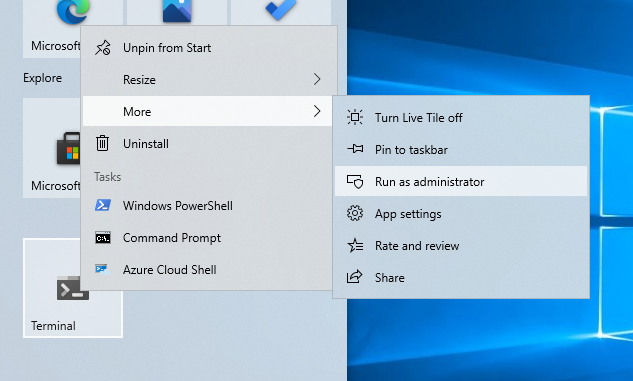 Microsoft
Explore
Microsoft
Terminal
Unpin from Start
Resize
More
Uninstall
Tasks
Windows PowerShell
Command Prompt
Azure Cloud Shell
Turn Live Tile off
Pin to taskbar
Run as administrator
App settings
Rate and review
Share